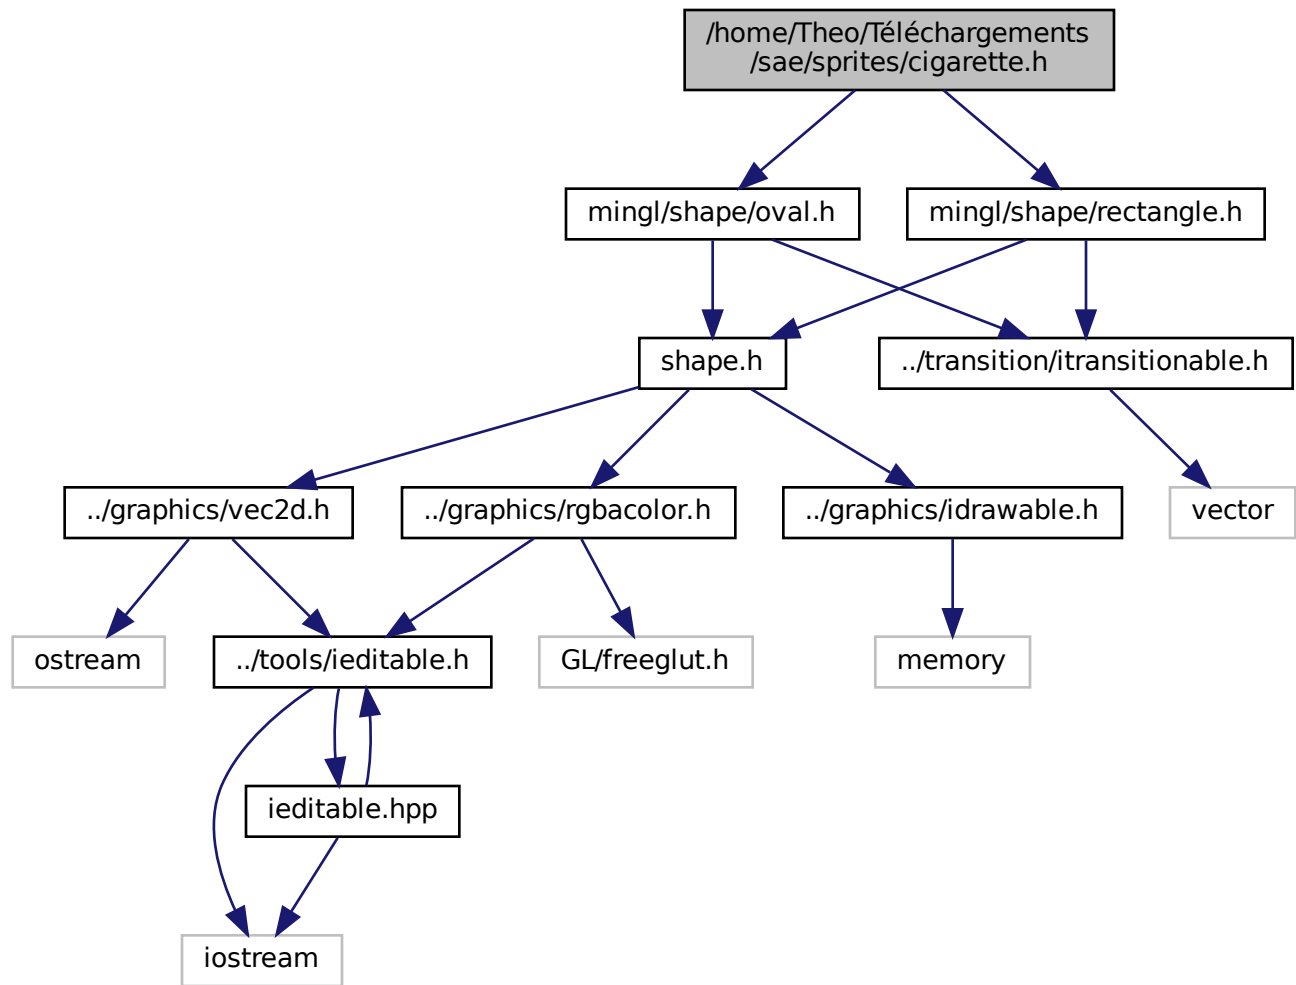 /home/Theo/Téléchargements
/sae/sprites/cigarette.h
mingl/shape/oval.h
mingl/shape/rectangle.h
shape.h
../transition/itransitionable.h
../graphics/vec2d.h
../graphics/rgbacolor.h
../graphics/idrawable.h
vector
ostream
../tools/ieditable.h
GL/freeglut.h
memory
ieditable.hpp
iostream